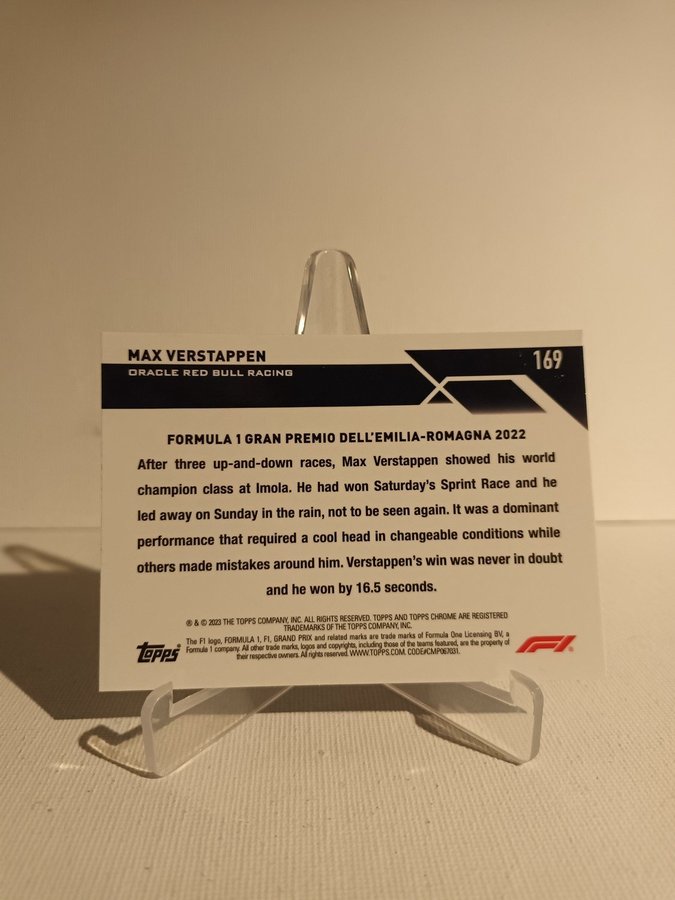 MAX VERSTAPPEN
ORACLE RED BULL RACING
169
FORMULA 1 GRAN PREMIO DELL'EMILIA-ROMAGNA 2022
After three up-and-down races, Max Verstappen showed his world
champion class at Imola. He had won Saturday's Sprint Race and he
led away on Sunday in the rain, not to be seen again. It was a dominant
performance that required a cool head in changeable conditions while
others made mistakes around him. Verstappen's win was never in doubt
and he won by 16.5 seconds.
® & © 2023 THE TOPPS COMPANY, INC. ALL RIGHTS RESERVED. TOPPS AND TOPPS CHROME ARE REGISTERED
TRADEMARKS OF THE TOPPS COMPANY, INC.
The F1 logo, FORMULA 1, F1, GRAND PRIX and related marks are trade marks of Formula One Licensing BV, a
Formula 1 company. All other trade marks, logos and copyrights, including those of the teams featured, are the property of
their respective owners. All rights reserved. WWW.TOPPS.COM. CODE#CMP067031.
topps®
F1®